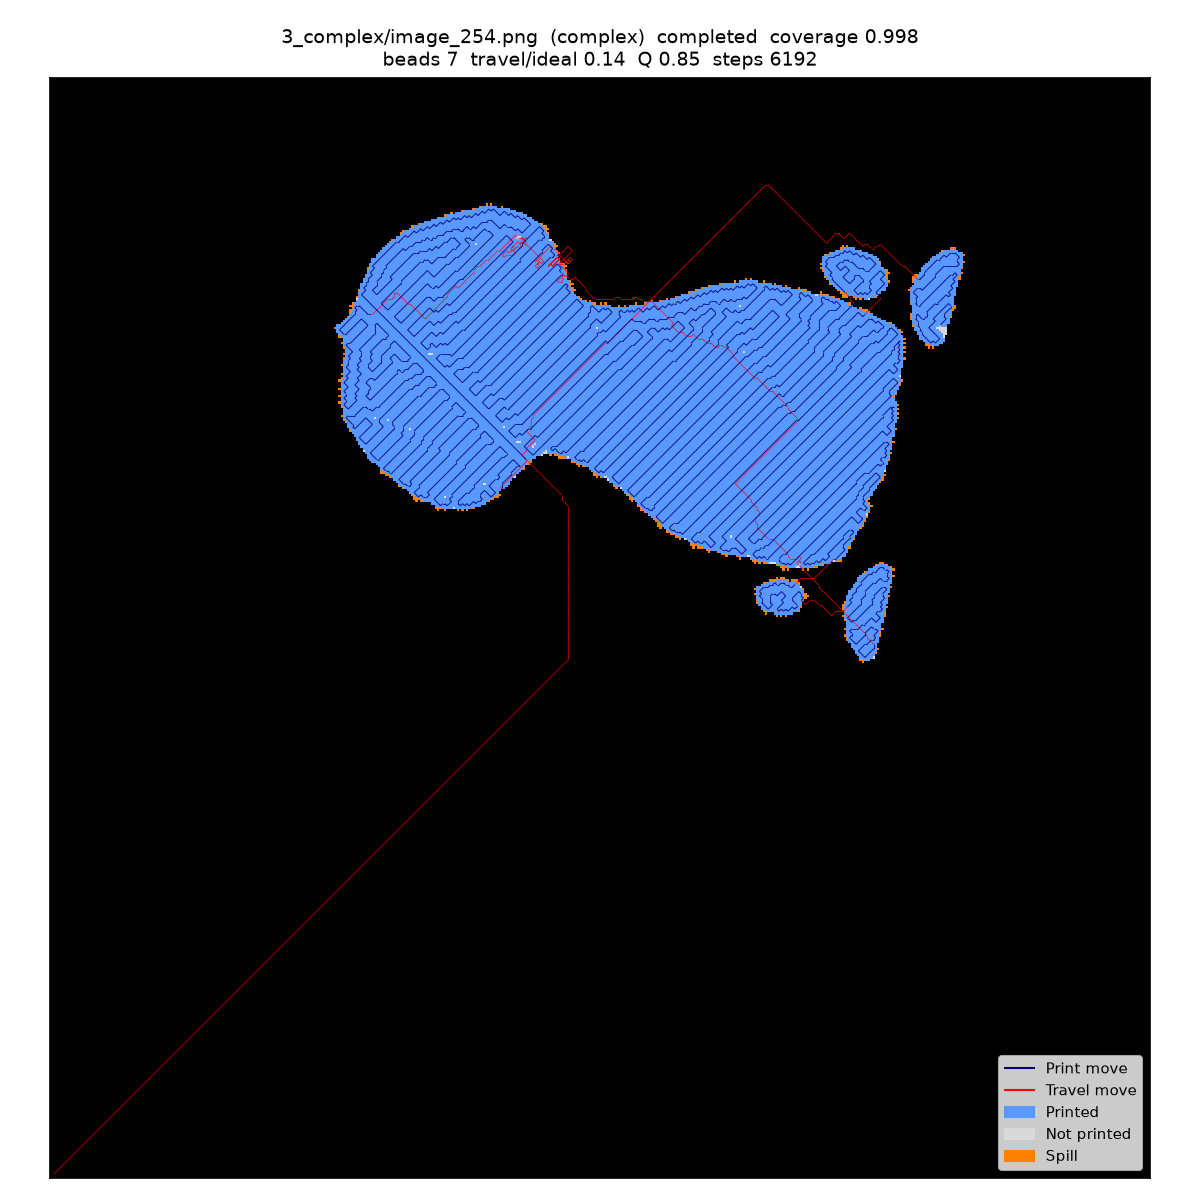 3_complex/image_254.png  (complex)  completed  coverage 0.998
beads 7  travel/ideal 0.14  Q 0.85  steps 6192
Print move
Travel move
Printed
Not printed
Spill